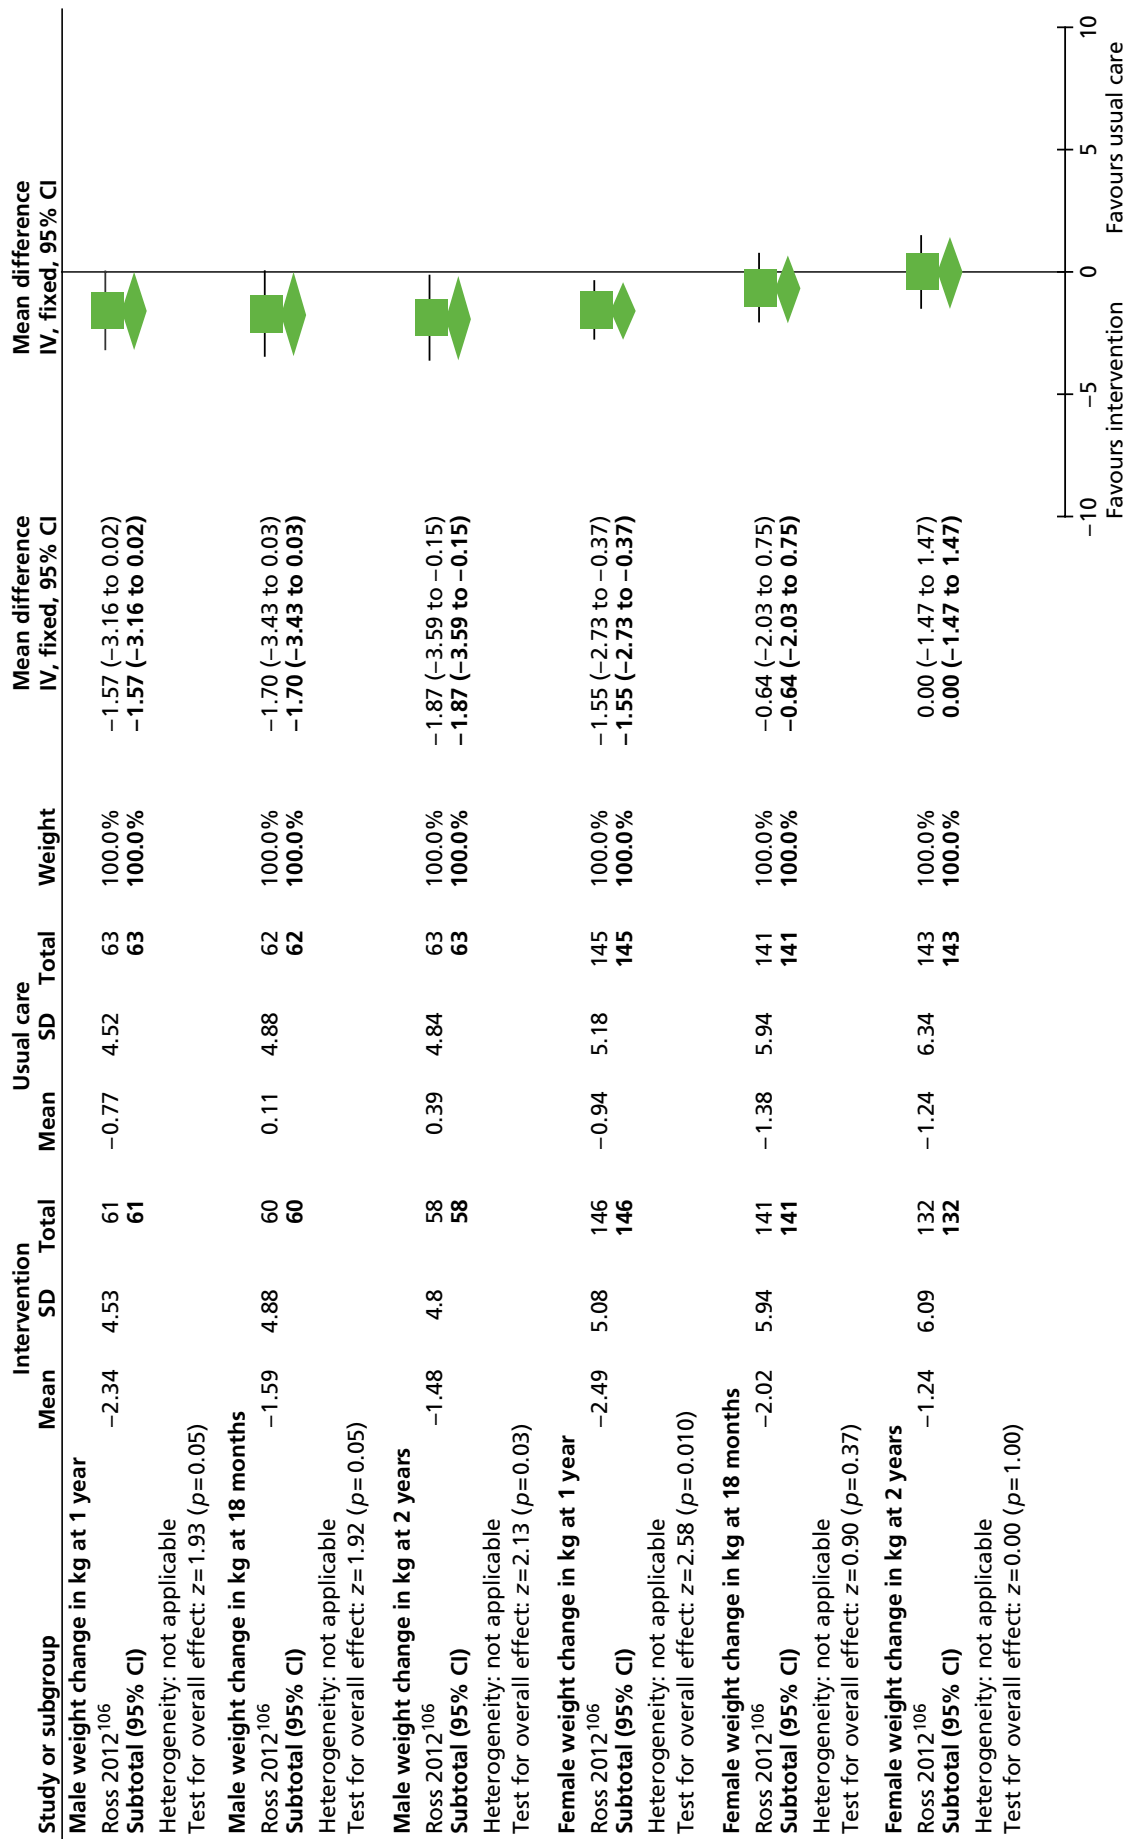 Intervention Usual care Mean difference Mean difference
Study or subgroup Mean SD Total Mean SD Total Weight IV, fixed, 95% CI IV, fixed, 95% CI
Male weight change in kg at 1 year
Ross 2012106 −2.34 4.53 61 −0.77 4.52 63 100.0% −1.57 (−3.16 to 0.02)
Subtotal (95% CI) 61 63 100.0% −1.57 (−3.16 to 0.02)
Heterogeneity: not applicable
Test for overall effect: z=1.93 (p=0.05)
Male weight change in kg at 18 months
Ross 2012106 −1.59 4.88 60 0.11 4.88 62 100.0% −1.70 (−3.43 to 0.03)
Subtotal (95% CI) 60 62 100.0% −1.70 (−3.43 to 0.03)
Heterogeneity: not applicable
Test for overall effect: z=1.92 (p=0.05)
Male weight change in kg at 2 years
Ross 2012106 −1.48 4.8 58 0.39 4.84 63 100.0% −1.87 (−3.59 to −0.15)
Subtotal (95% CI) 58 63 100.0% −1.87 (−3.59 to −0.15)
Heterogeneity: not applicable
Test for overall effect: z=2.13 (p=0.03)
Female weight change in kg at 1 year
Ross 2012106 −2.49 5.08 146 −0.94 5.18 145 100.0% −1.55 (−2.73 to −0.37)
Subtotal (95% CI) 146 145 100.0% −1.55 (−2.73 to −0.37)
Heterogeneity: not applicable
Test for overall effect: z=2.58 (p=0.010)
Female weight change in kg at 18 months
Ross 2012106 −2.02 5.94 141 −1.38 5.94 141 100.0% −0.64 (−2.03 to 0.75)
Subtotal (95% CI) 141 141 100.0% −0.64 (−2.03 to 0.75)
Heterogeneity: not applicable
Test for overall effect: z=0.90 (p=0.37)
Female weight change in kg at 2 years
Ross 2012106 −1.24 6.09 132 −1.24 6.34 143 100.0% 0.00 (−1.47 to 1.47)
Subtotal (95% CI) 132 143 100.0% 0.00 (−1.47 to 1.47)
Heterogeneity: not applicable
Test for overall effect: z=0.00 (p=1.00)
−10 −5 0 5 10
Favours intervention Favours usual care